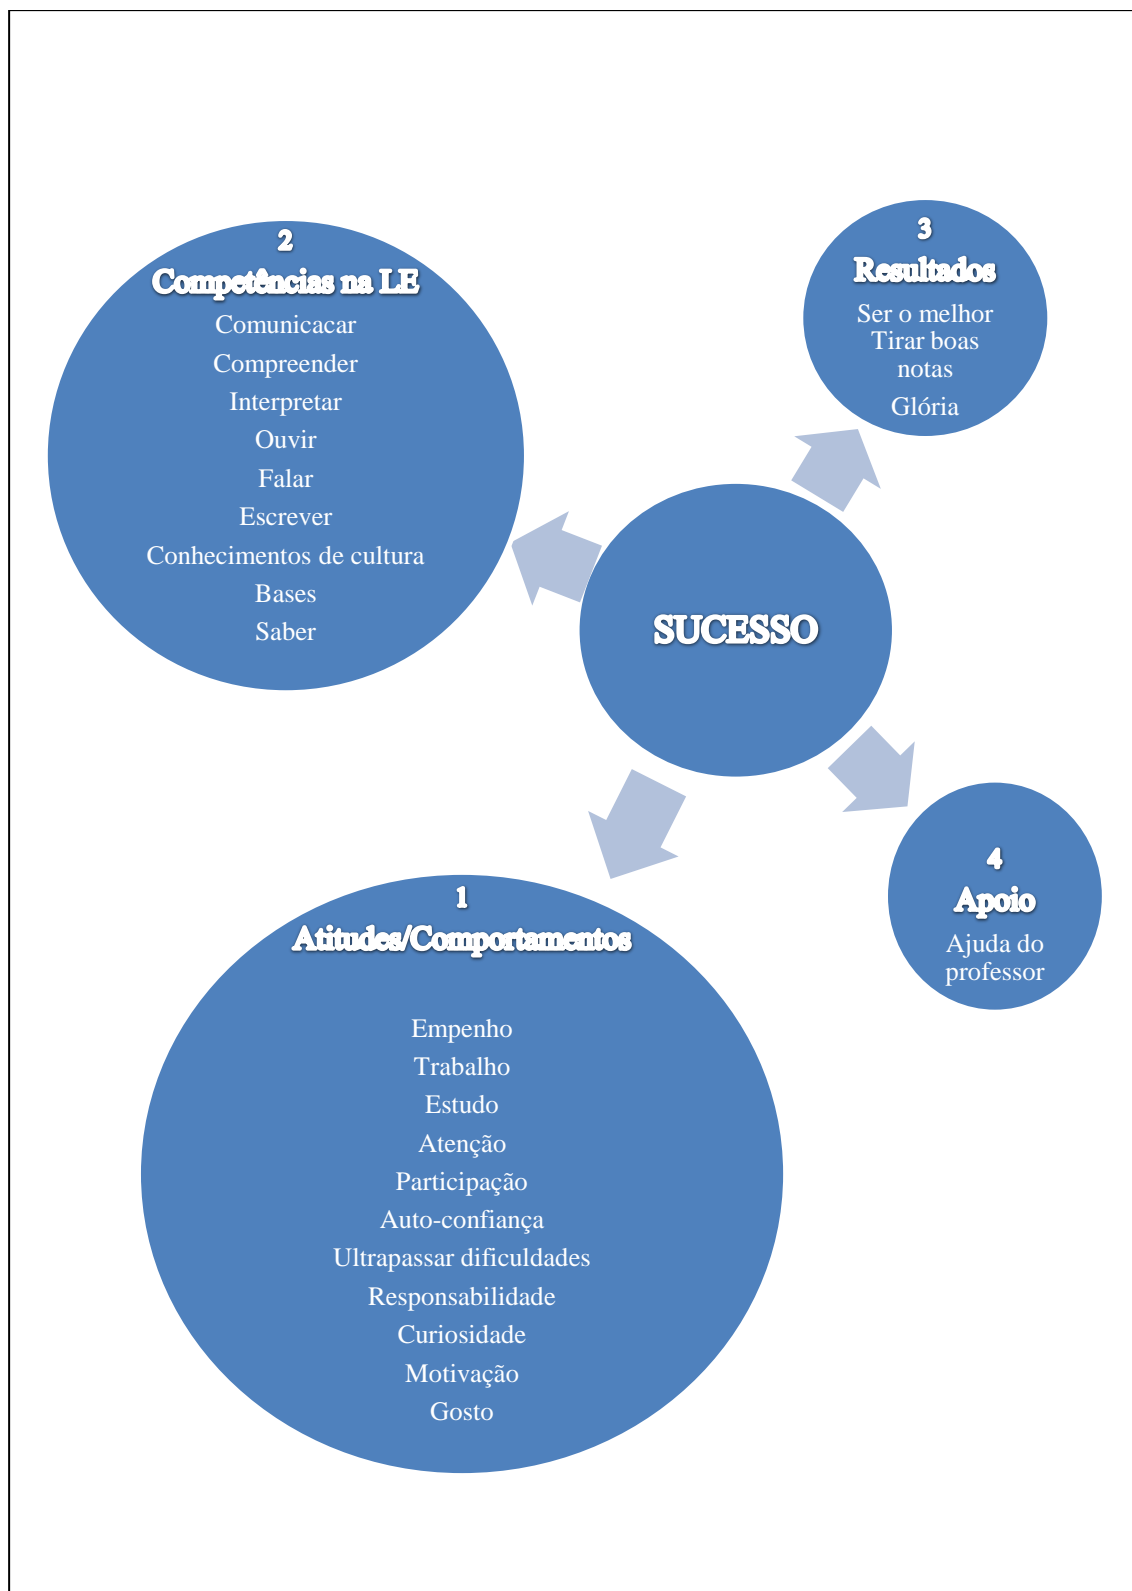 2
Competências na LE
Comunicacar
Compreender
Interpretar
Ouvir
Falar
Escrever
Conhecimentos de cultura
Bases
Saber
3
Resultados
Ser o melhor
Tirar boas
notas
Glória
SUCESSO
4
Apoio
Ajuda do
professor
1
Atitudes/Comportamentos
Empenho
Trabalho
Estudo
Atenção
Participação
Auto-confiança
Ultrapassar dificuldades
Responsabilidade
Curiosidade
Motivação
Gosto